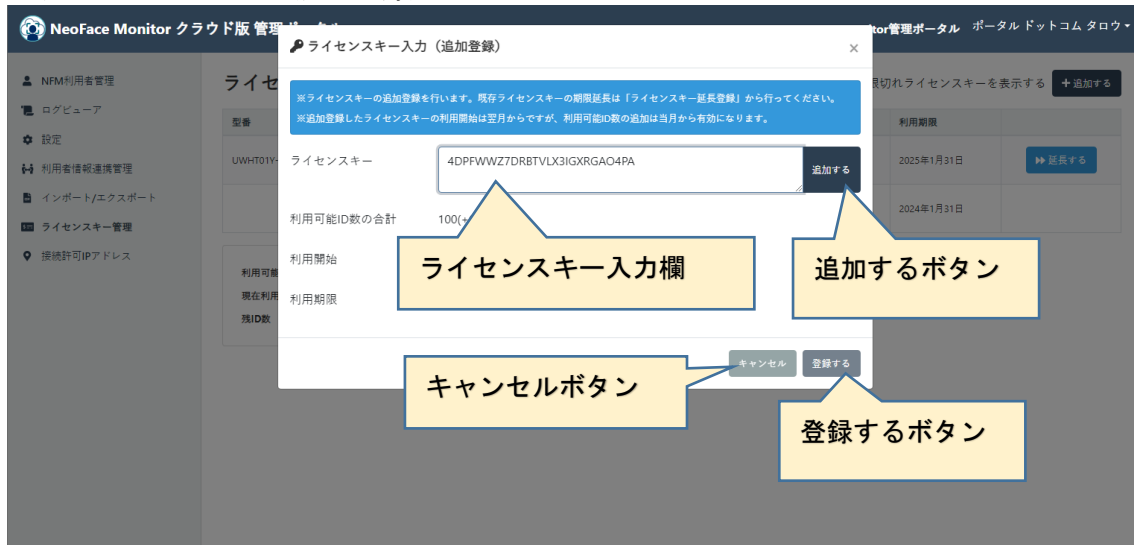 NeoFace Monitor クラウド版 管理ポータル
tor管理ポータル ポータル ドットコム タロウ
NFM利用者管理
ログビューア
設定
利用者情報連携管理
インポート/エクスポート
ライセンスキー管理
接続許可IPアドレス
ライセ
限切れライセンスキーを表示する +追加する
型番
利用期限
UWHT01Y-
2025年1月31日
延長する
2024年1月31日
利用可能
現在利用
残ID数
ライセンスキー入力（追加登録） ×
※ライセンスキーの追加登録を行います。既存ライセンスキーの期限延長は「ライセンスキー延長登録」から行ってください。
※追加登録したライセンスキーの利用開始は翌月からですが、利用可能ID数の追加は当月から有効になります。
ライセンスキー 4DPFWWZ7DRBTVLX3IGXRGAO4PA 追加する
利用可能ID数の合計 100(+
利用開始
利用期限
キャンセル 登録する
ライセンスキー入力欄
追加するボタン
キャンセルボタン
登録するボタン